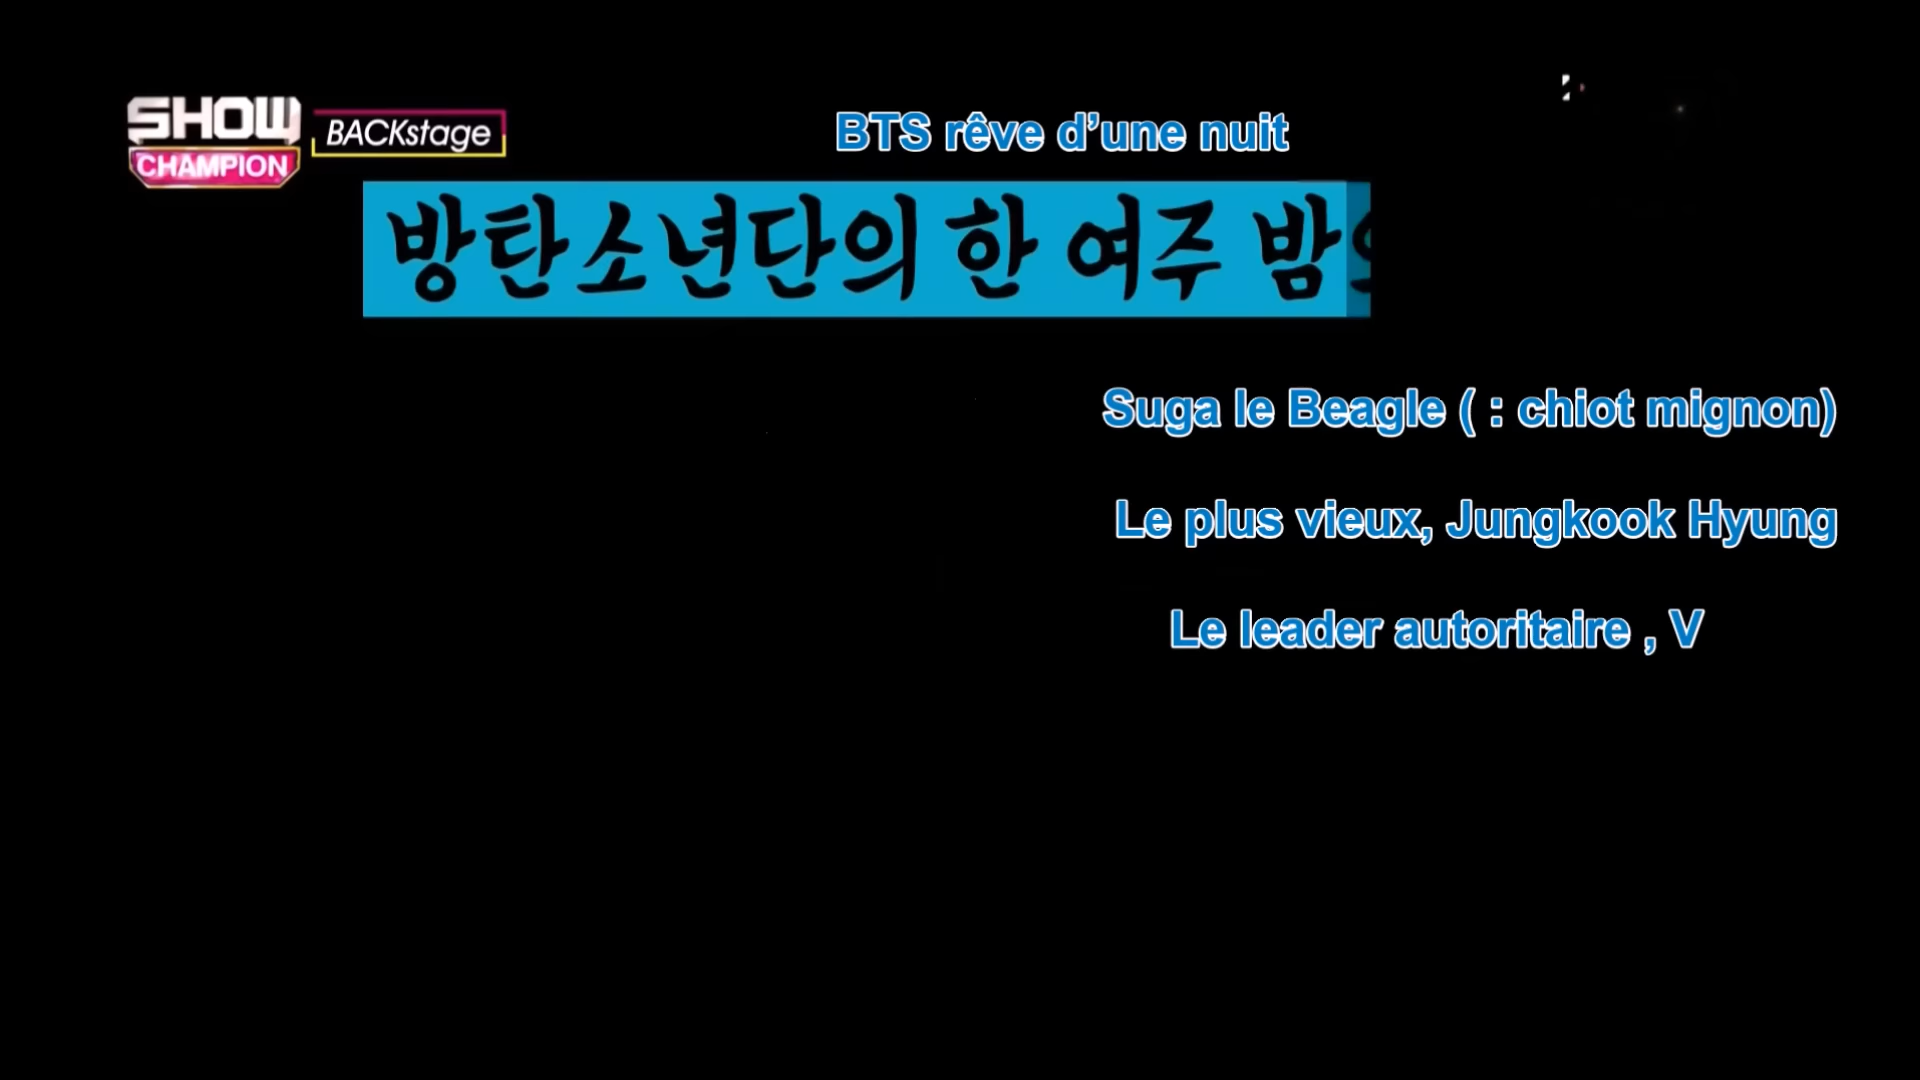 SHOW
CHAMPION
BACKstage
BTS rêve d’une nuit
방탄소년단의 한 여주 밤
Suga le Beagle ( : chiot mignon)
Le plus vieux, Jungkook Hyung
Le leader autoritaire , V